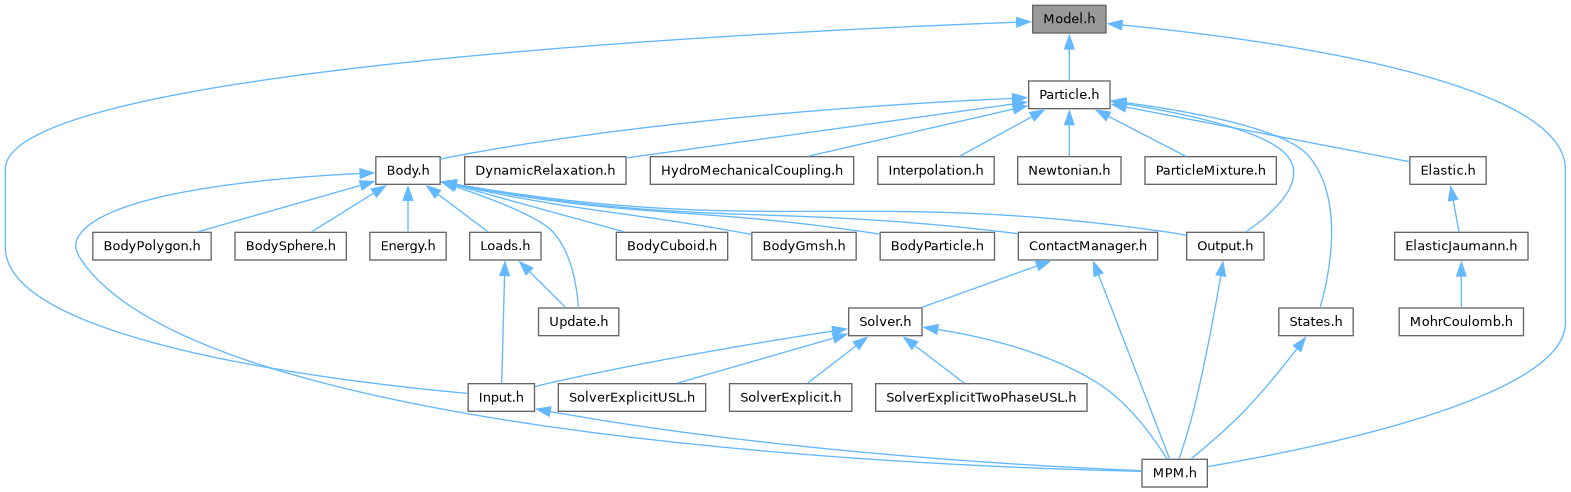 Model.h
Particle.h
Body.h
DynamicRelaxation.h
HydroMechanicalCoupling.h
Interpolation.h
Newtonian.h
ParticleMixture.h
Elastic.h
BodyPolygon.h
BodySphere.h
Energy.h
Loads.h
BodyCuboid.h
BodyGmsh.h
BodyParticle.h
ContactManager.h
Output.h
ElasticJaumann.h
Update.h
Solver.h
States.h
MohrCoulomb.h
Input.h
SolverExplicitUSL.h
SolverExplicit.h
SolverExplicitTwoPhaseUSL.h
MPM.h